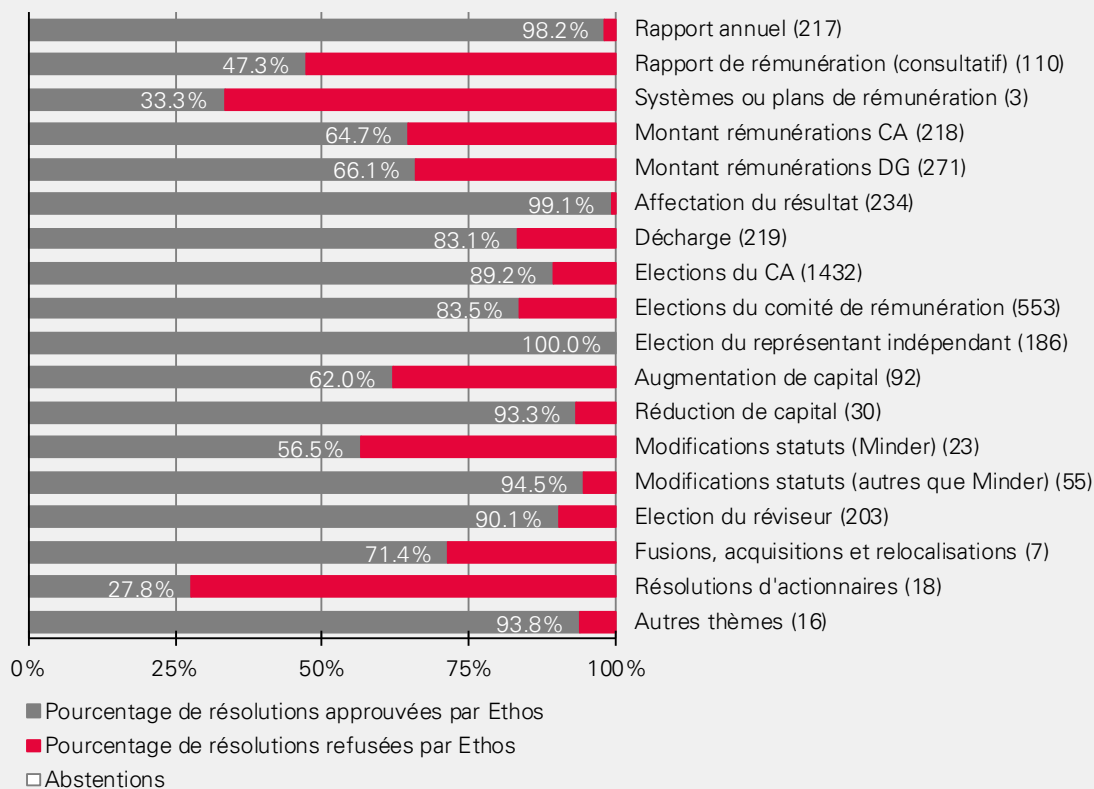 98.2% Rapport annuel (217)
47.3% Rapport de rémunération (consultatif) (110)
33.3% Systèmes ou plans de rémunération (3)
64.7% Montant rémunérations CA (218)
66.1% Montant rémunérations DG (271)
99.1% Affectation du résultat (234)
83.1% Décharge (219)
89.2% Elections du CA (1432)
83.5% Elections du comité de rémunération (553)
100.0% Election du représentant indépendant (186)
62.0% Augmentation de capital (92)
93.3% Réduction de capital (30)
56.5% Modifications statuts (Minder) (23)
94.5% Modifications statuts (autres que Minder) (55)
90.1% Election du réviseur (203)
71.4% Fusions, acquisitions et relocalisations (7)
27.8% Résolutions d'actionnaires (18)
93.8% Autres thèmes (16)
0% 25% 50% 75% 100%
Pourcentage de résolutions approuvées par Ethos
Pourcentage de résolutions refusées par Ethos
Abstentions